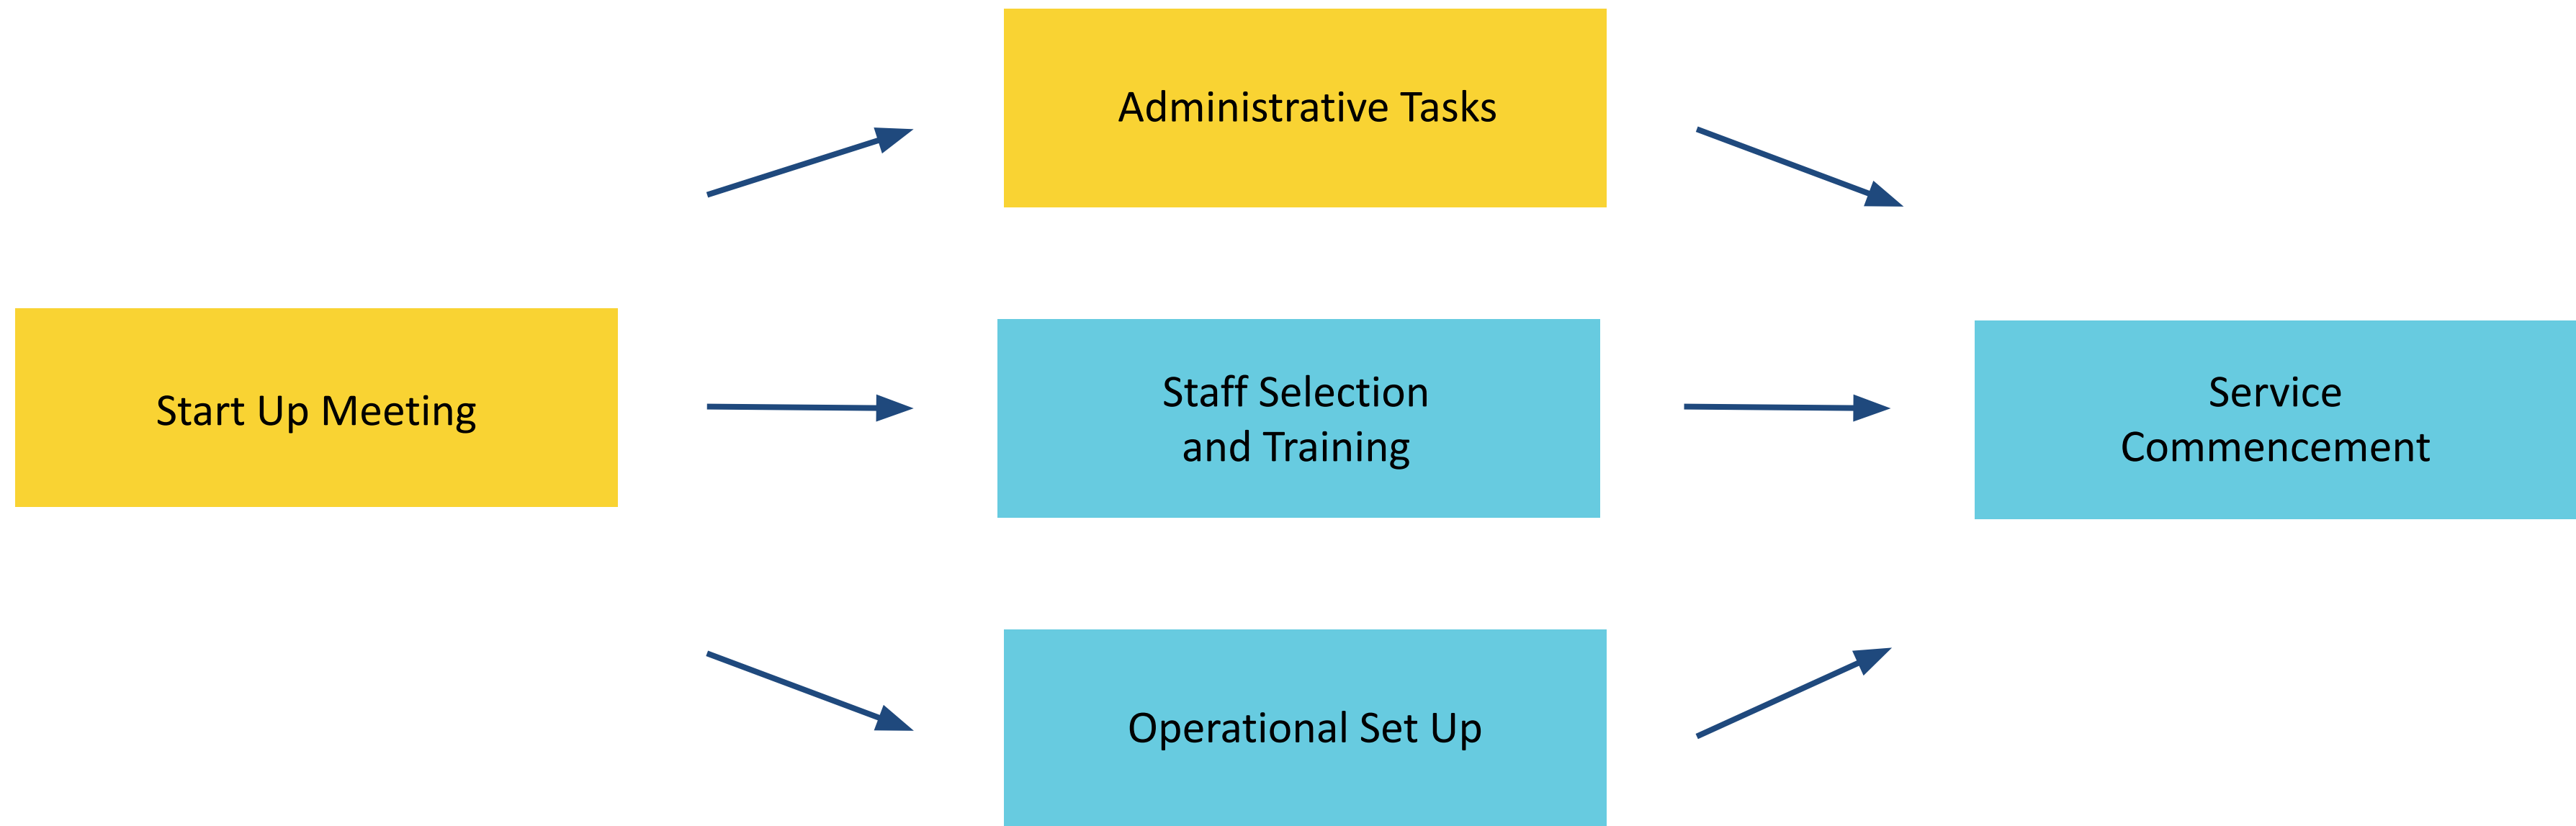 Administrative Tasks
Start Up Meeting
Staff Selection
and Training
Service
Commencement
Operational Set Up